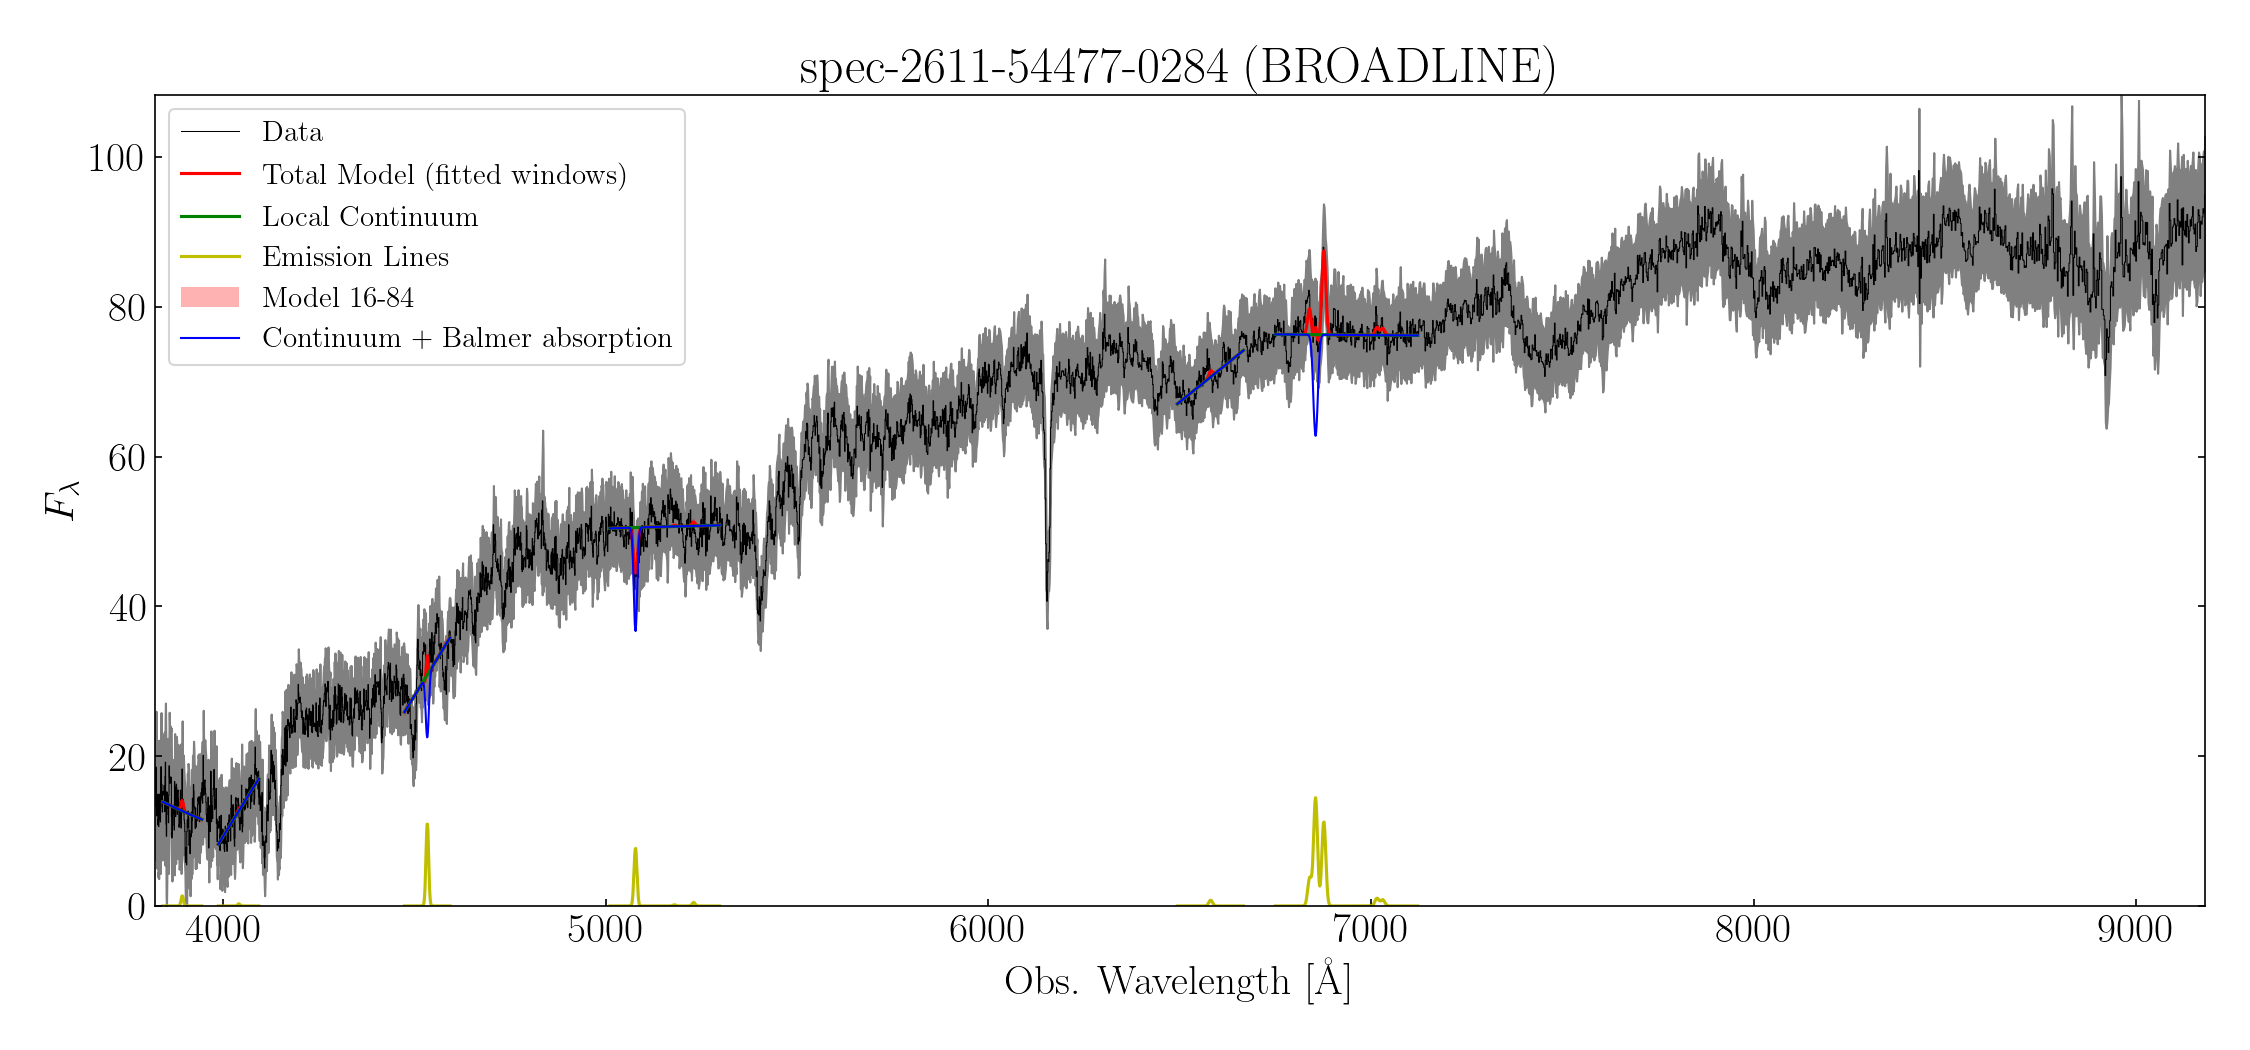 spec-2611-54477-0284 (BROADLINE)
Data
Total Model (fitted windows)
Local Continuum
Emission Lines
Model 16-84
Continuum + Balmer absorption
100
80
60
40
20
0
F_λ
4000 5000 6000 7000 8000 9000
Obs. Wavelength [Å]